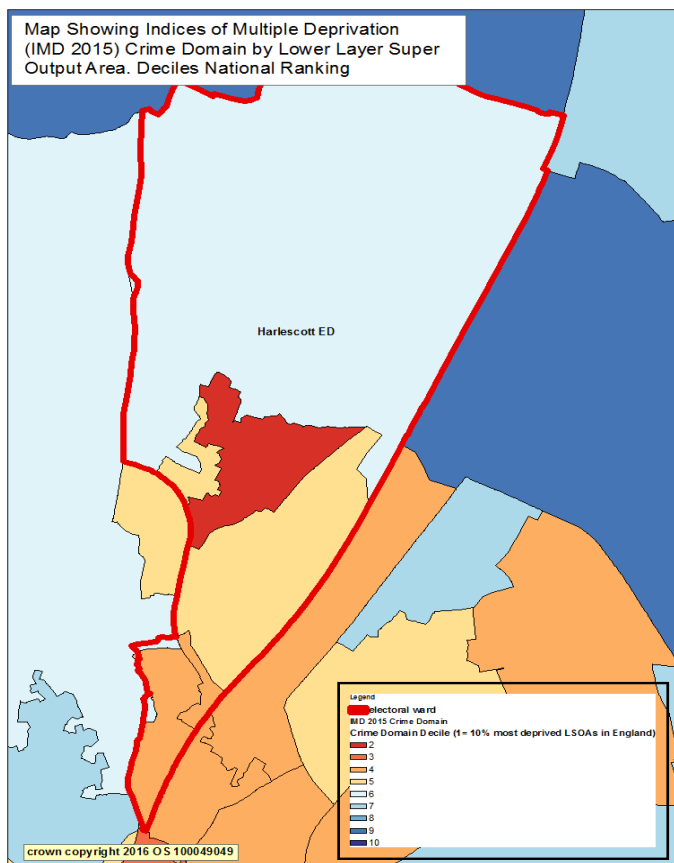 Map Showing Indices of Multiple Deprivation
(IMD 2015) Crime Domain by Lower Layer Super
Output Area. Deciles National Ranking
Harlescott ED
Legend
electoral ward
IMD 2015 Crime Domain
Crime Domain Decile (1= 10% most deprived LSOAs in England)
2
3
4
5
6
7
8
9
10
crown copyright 2016 OS 100049049